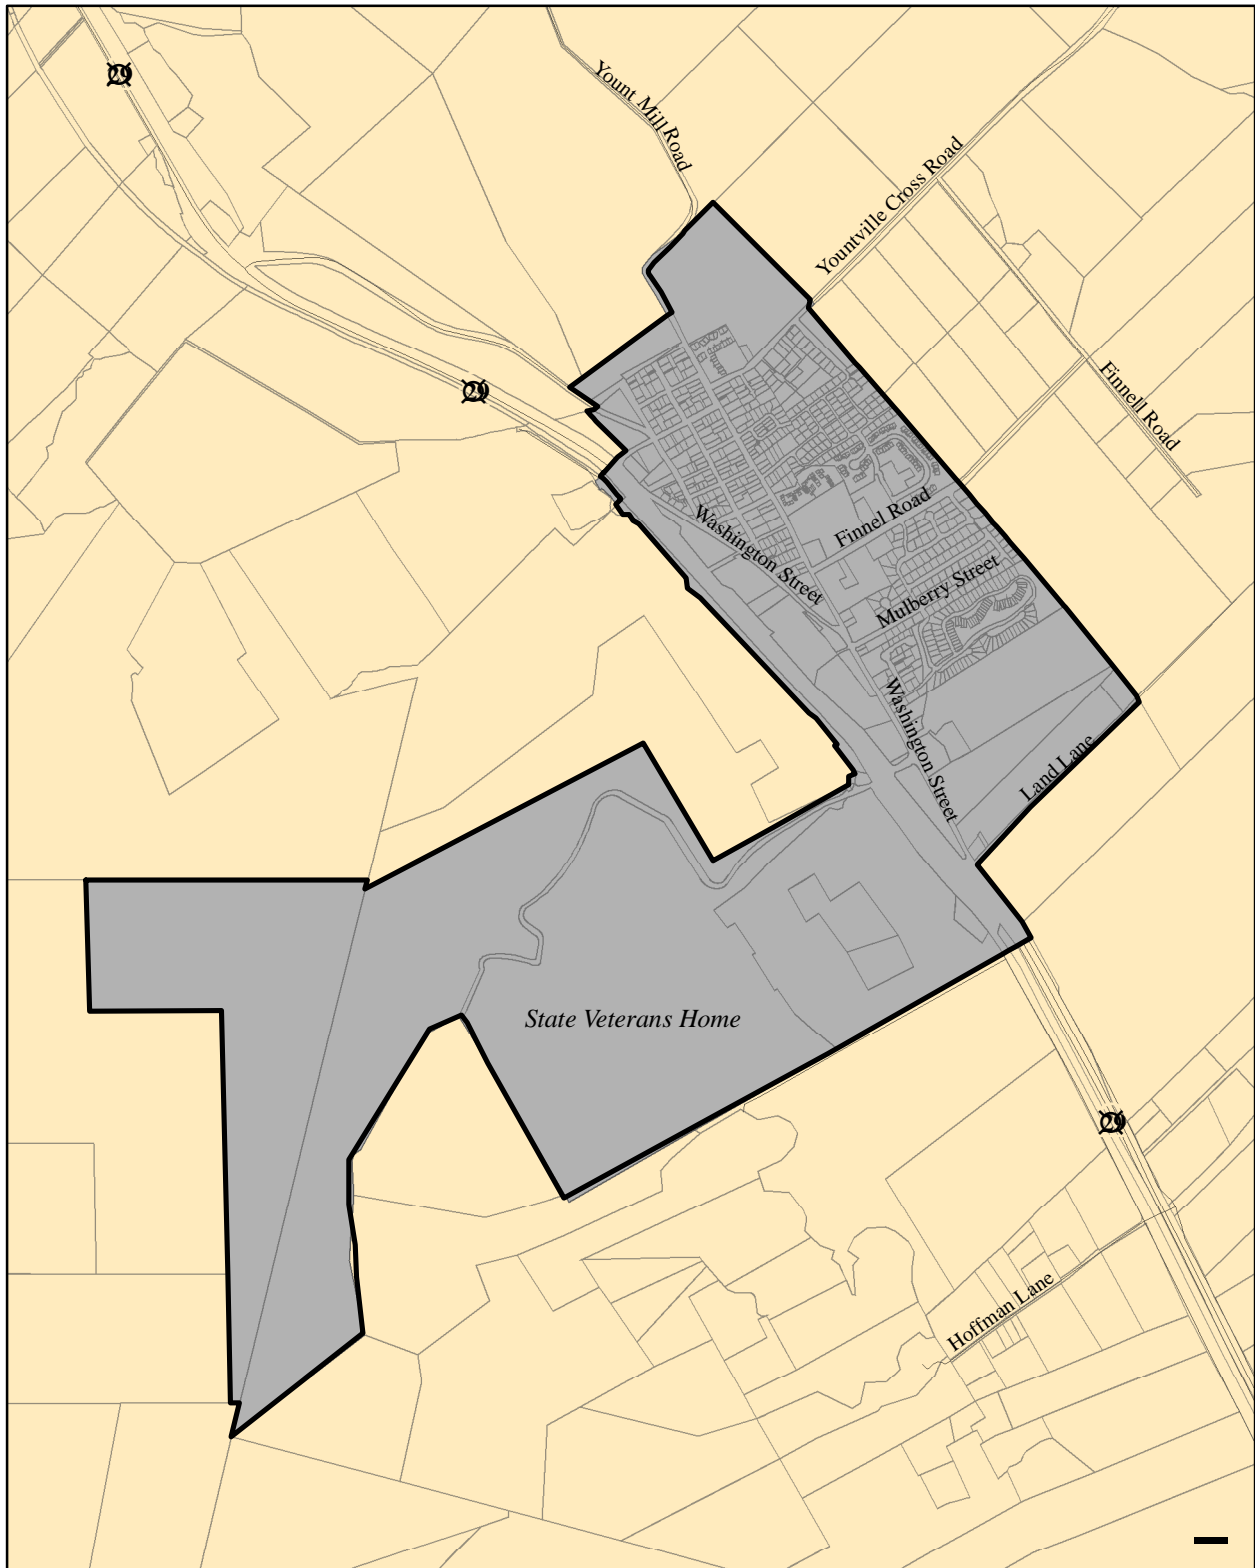 29
Yount Mill Road
Yountville Cross Road
29
Finnell Road
Finnel Road
Washington Street
Mulberry Street
Washington Street
Land Lane
State Veterans Home
29
Hoffman Lane